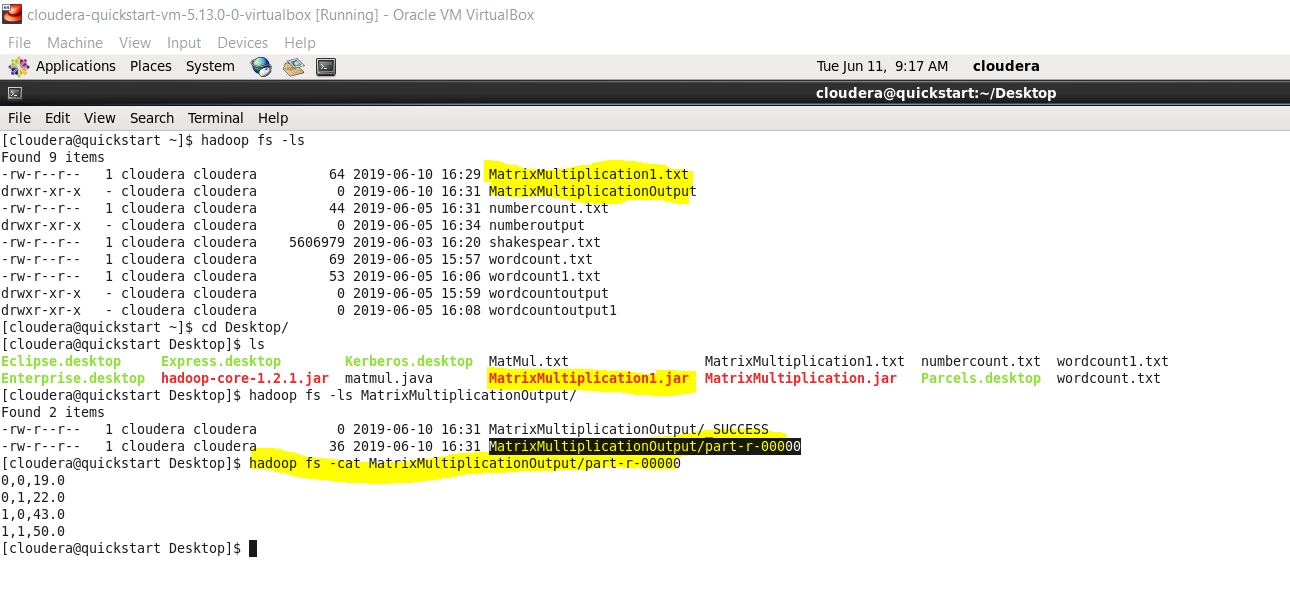 cloudera-quickstart-vm-5.13.0-0-virtualbox [Running] - Oracle VM VirtualBox
File Machine View Input Devices Help
Applications Places System Tue Jun 11, 9:17 AM cloudera
cloudera@quickstart:~/Desktop
File Edit View Search Terminal Help
[cloudera@quickstart ~]$ hadoop fs -ls
Found 9 items
-rw-r--r--   1 cloudera cloudera         64 2019-06-10 16:29 MatrixMultiplication1.txt
drwxr-xr-x   - cloudera cloudera          0 2019-06-10 16:31 MatrixMultiplicationOutput
-rw-r--r--   1 cloudera cloudera         44 2019-06-05 16:31 numbercount.txt
drwxr-xr-x   - cloudera cloudera          0 2019-06-05 16:34 numberoutput
-rw-r--r--   1 cloudera cloudera    5606979 2019-06-03 16:20 shakespear.txt
-rw-r--r--   1 cloudera cloudera         69 2019-06-05 15:57 wordcount.txt
-rw-r--r--   1 cloudera cloudera         53 2019-06-05 16:06 wordcount1.txt
drwxr-xr-x   - cloudera cloudera          0 2019-06-05 15:59 wordcountoutput
drwxr-xr-x   - cloudera cloudera          0 2019-06-05 16:08 wordcountoutput1
[cloudera@quickstart ~]$ cd Desktop/
[cloudera@quickstart Desktop]$ ls
Eclipse.desktop     Express.desktop        Kerberos.desktop  MatMul.txt                 MatrixMultiplication1.txt  numbercount.txt  wordcount1.txt
Enterprise.desktop  hadoop-core-1.2.1.jar  matmul.java       MatrixMultiplication1.jar  MatrixMultiplication.jar   Parcels.desktop  wordcount.txt
[cloudera@quickstart Desktop]$ hadoop fs -ls MatrixMultiplicationOutput/
Found 2 items
-rw-r--r--   1 cloudera cloudera          0 2019-06-10 16:31 MatrixMultiplicationOutput/_SUCCESS
-rw-r--r--   1 cloudera cloudera         36 2019-06-10 16:31 MatrixMultiplicationOutput/part-r-00000
[cloudera@quickstart Desktop]$ hadoop fs -cat MatrixMultiplicationOutput/part-r-00000
0,0,19.0
0,1,22.0
1,0,43.0
1,1,50.0
[cloudera@quickstart Desktop]$